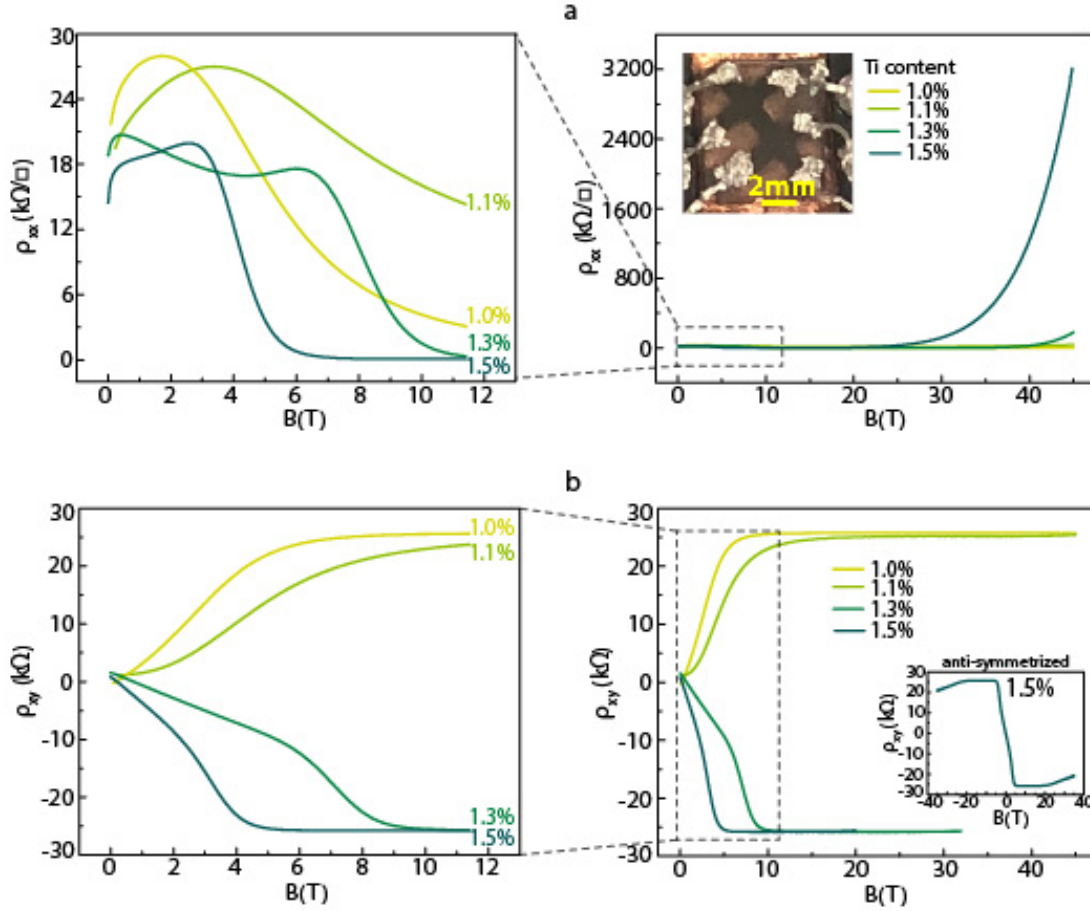 a
30
24
18
12
6
0
ρxx (kΩ/□)
1.1%
1.0%
1.3%
1.5%
0 2 4 6 8 10 12
B(T)
3200
2400
1600
800
0
ρxx (kΩ/□)
2mm
Ti content
1.0%
1.1%
1.3%
1.5%
0 10 20 30 40
B(T)
b
30
20
10
0
-10
-20
-30
ρxy (kΩ)
1.0%
1.1%
1.3%
1.5%
0 2 4 6 8 10 12
B(T)
30
20
10
0
-10
-20
-30
ρxy (kΩ)
1.0%
1.1%
1.3%
1.5%
anti-symmetrized
1.5%
30
20
10
0
-10
-20
-30
ρxy(kΩ)
-40 -20 0 20 40
B(T)
0 10 20 30 40
B(T)